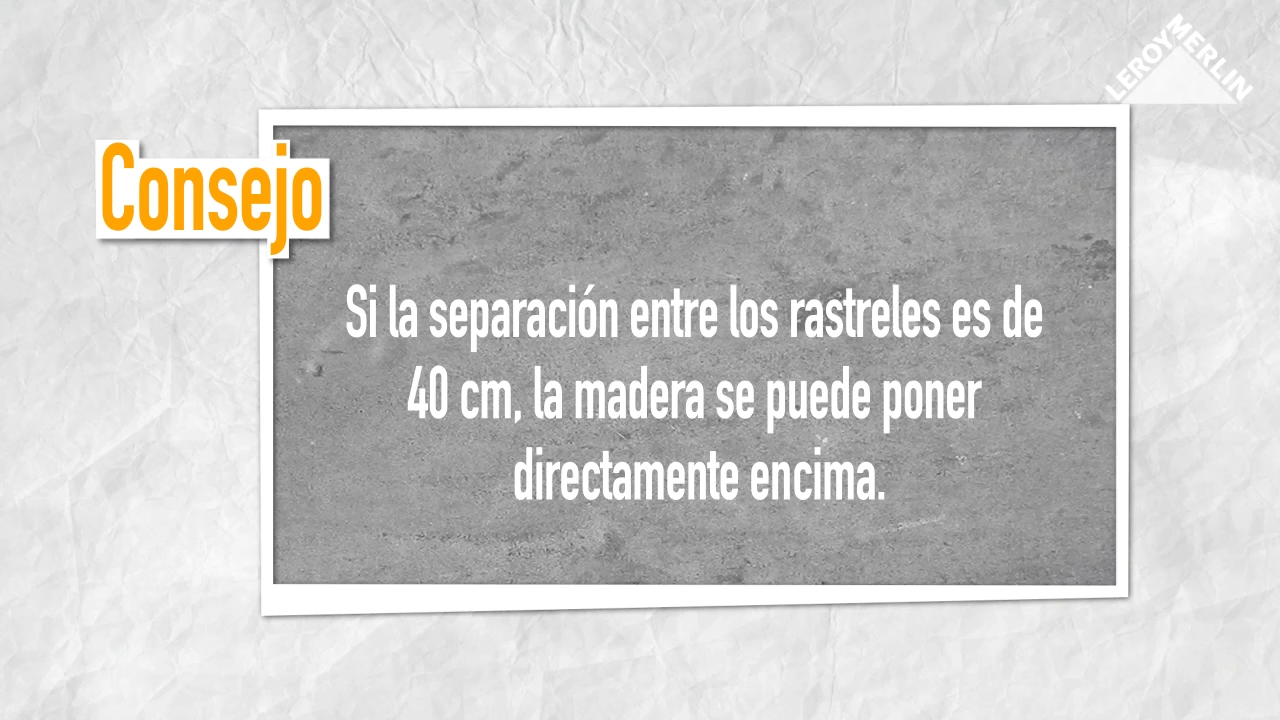 LEROY MERLIN
Consejo
Si la separación entre los rastreles es de
40 cm, la madera se puede poner
directamente encima.